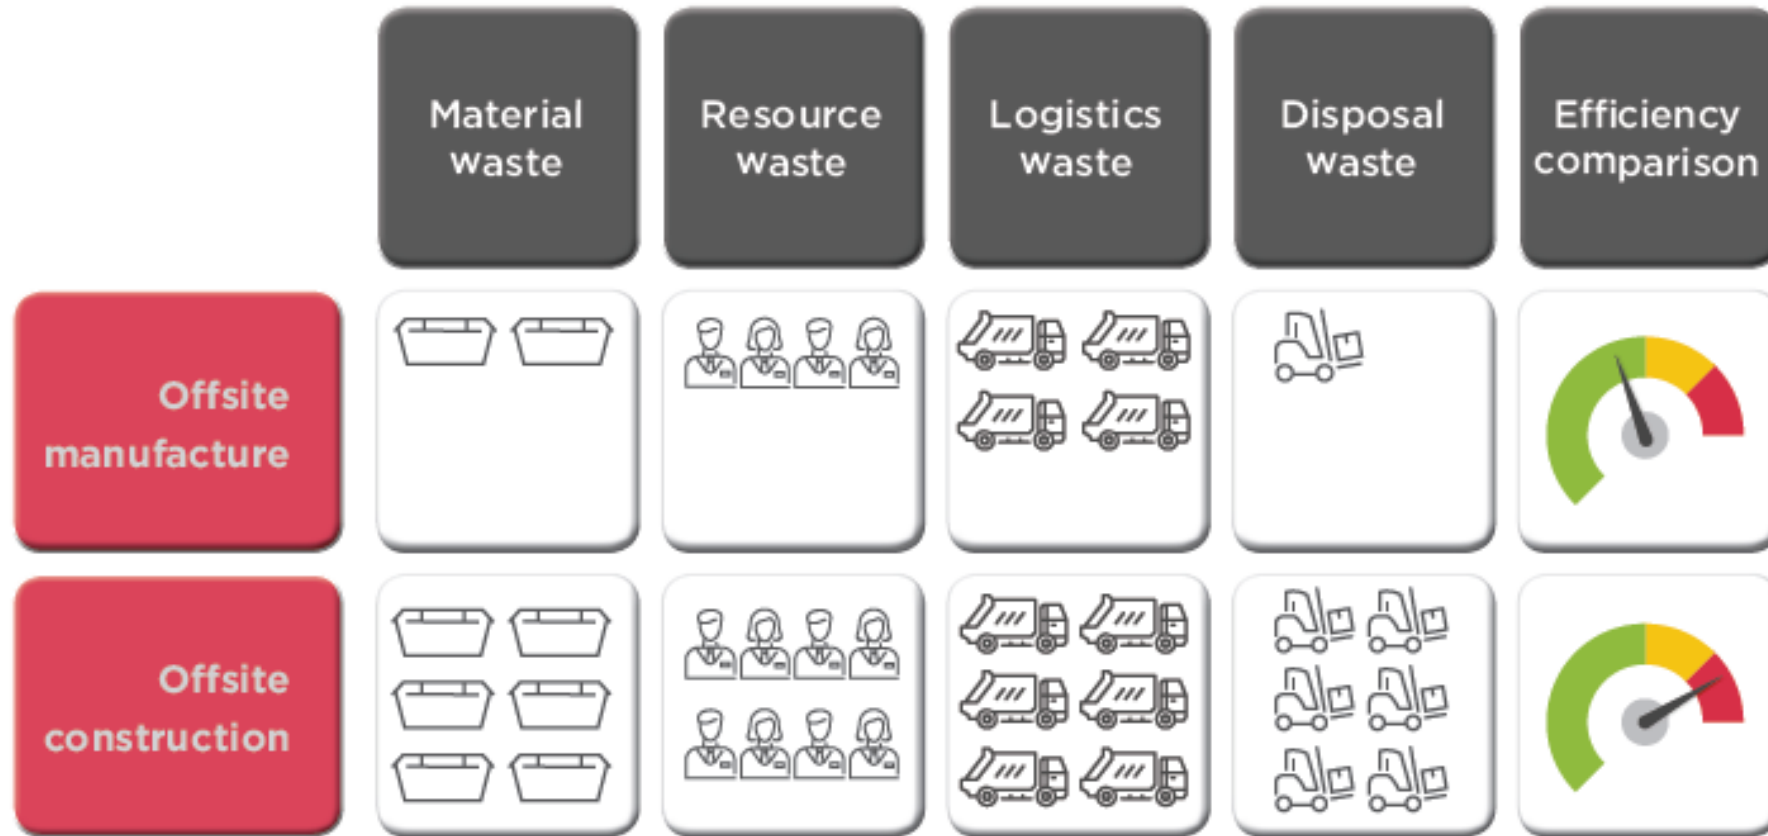 Material
waste
Resource
waste
Logistics
waste
Disposal
waste
Efficiency
comparison
Offsite
manufacture
Offsite
construction